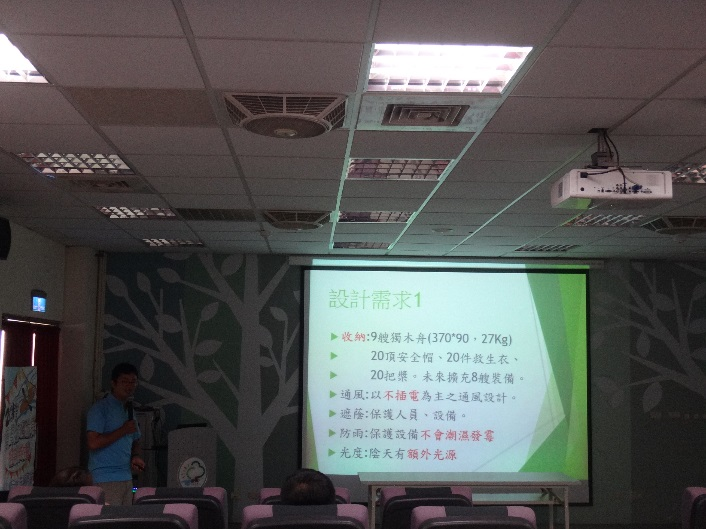 設計需求1
收納:9艘獨木舟(370*90，27Kg)
20頂安全帽、20件救生衣、
20把槳。未來擴充8艘裝備。
通風:以不插電為主之通風設計。
遮蔭:保護人員、設備。
防雨:保護設備不會潮濕發霉
光度:陰天有額外光源